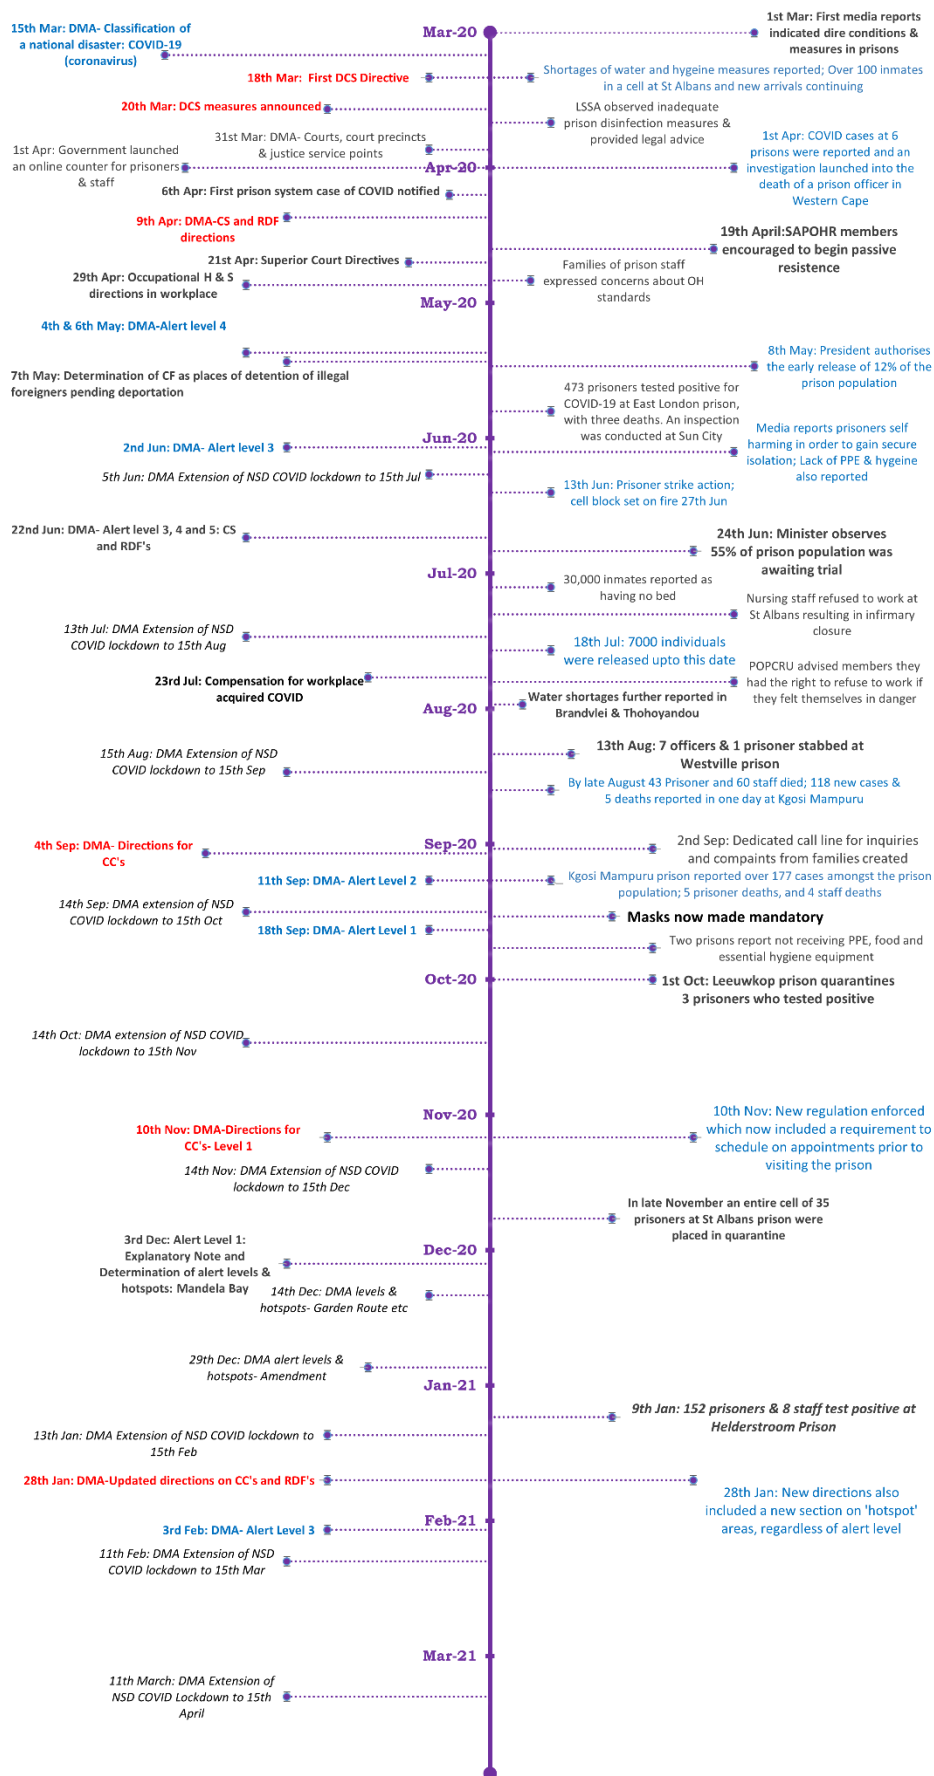 Mar-20
1st Mar: First media reports
indicated dire conditions &
measures in prisons
15th Mar: DMA- Classification of
a national disaster: COVID-19
(coronavirus)
18th Mar:  First DCS Directive
Shortages of water and hygeine measures reported; Over 100 inmates
in a cell at St Albans and new arrivals continuing
20th Mar: DCS measures announced
LSSA observed inadequate
prison disinfection measures &
provided legal advice
31st Mar: DMA- Courts, court precincts
& justice service points
1st Apr: Government launched
an online counter for prisoners
& staff
Apr-20
1st Apr: COVID cases at 6
prisons were reported and an
investigation launched into the
death of a prison officer in
Western Cape
6th Apr: First prison system case of COVID notified
9th Apr: DMA-CS and RDF
directions
19th April:SAPOHR members
encouraged to begin passive
resistence
21st Apr: Superior Court Directives
29th Apr: Occupational H & S
directions in workplace
Families of prison staff
expressed concerns about OH
standards
May-20
4th & 6th May: DMA-Alert level 4
7th May: Determination of CF as places of detention of illegal
foreigners pending deportation
8th May: President authorises
the early release of 12% of the
prison population
473 prisoners tested positive for
COVID-19 at East London prison,
with three deaths. An inspection
was conducted at Sun City
Jun-20
2nd Jun: DMA- Alert level 3
Media reports prisoners self
harming in order to gain secure
isolation; Lack of PPE & hygeine
also reported
5th Jun: DMA Extension of NSD COVID lockdown to 15th Jul
13th Jun: Prisoner strike action;
cell block set on fire 27th Jun
22nd Jun: DMA- Alert level 3, 4 and 5: CS
and RDF's
24th Jun: Minister observes
55% of prison population was
awaiting trial
Jul-20
30,000 inmates reported as
having no bed
Nursing staff refused to work at
St Albans resulting in infirmary
closure
13th Jul: DMA Extension of NSD
COVID lockdown to 15th Aug
18th Jul: 7000 individuals
were released upto this date
23rd Jul: Compensation for workplace
acquired COVID
POPCRU advised members they
had the right to refuse to work if
they felt themselves in danger
Water shortages further reported in
Brandvlei & Thohoyandou
Aug-20
15th Aug: DMA Extension of NSD
COVID lockdown to 15th Sep
13th Aug: 7 officers & 1 prisoner stabbed at
Westville prison
By late August 43 Prisoner and 60 staff died; 118 new cases &
5 deaths reported in one day at Kgosi Mampuru
Sep-20
4th Sep: DMA- Directions for
CC's
2nd Sep: Dedicated call line for inquiries
and compaints from families created
11th Sep: DMA- Alert Level 2
Kgosi Mampuru prison reported over 177 cases amongst the prison
population; 5 prisoner deaths, and 4 staff deaths
14th Sep: DMA extension of NSD
COVID lockdown to 15th Oct
Masks now made mandatory
18th Sep: DMA- Alert Level 1
Two prisons report not receiving PPE, food and
essential hygiene equipment
Oct-20
1st Oct: Leeuwkop prison quarantines
3 prisoners who tested positive
14th Oct: DMA extension of NSD COVID
lockdown to 15th Nov
Nov-20
10th Nov: DMA-Directions for
CC's- Level 1
10th Nov: New regulation enforced
which now included a requirement to
schedule on appointments prior to
visiting the prison
14th Nov: DMA Extension of NSD COVID
lockdown to 15th Dec
In late November an entire cell of 35
prisoners at St Albans prison were
placed in quarantine
Dec-20
3rd Dec: Alert Level 1:
Explanatory Note and
Determination of alert levels &
hotspots: Mandela Bay
14th Dec: DMA levels &
hotspots- Garden Route etc
29th Dec: DMA alert levels &
hotspots- Amendment
Jan-21
9th Jan: 152 prisoners & 8 staff test positive at
Helderstroom Prison
13th Jan: DMA Extension of NSD COVID lockdown to
15th Feb
28th Jan: DMA-Updated directions on CC's and RDF's
28th Jan: New directions also
included a new section on 'hotspot'
areas, regardless of alert level
Feb-21
3rd Feb: DMA- Alert Level 3
11th Feb: DMA Extension of NSD
COVID lockdown to 15th Mar
Mar-21
11th March: DMA Extension of
NSD COVID Lockdown to 15th
April